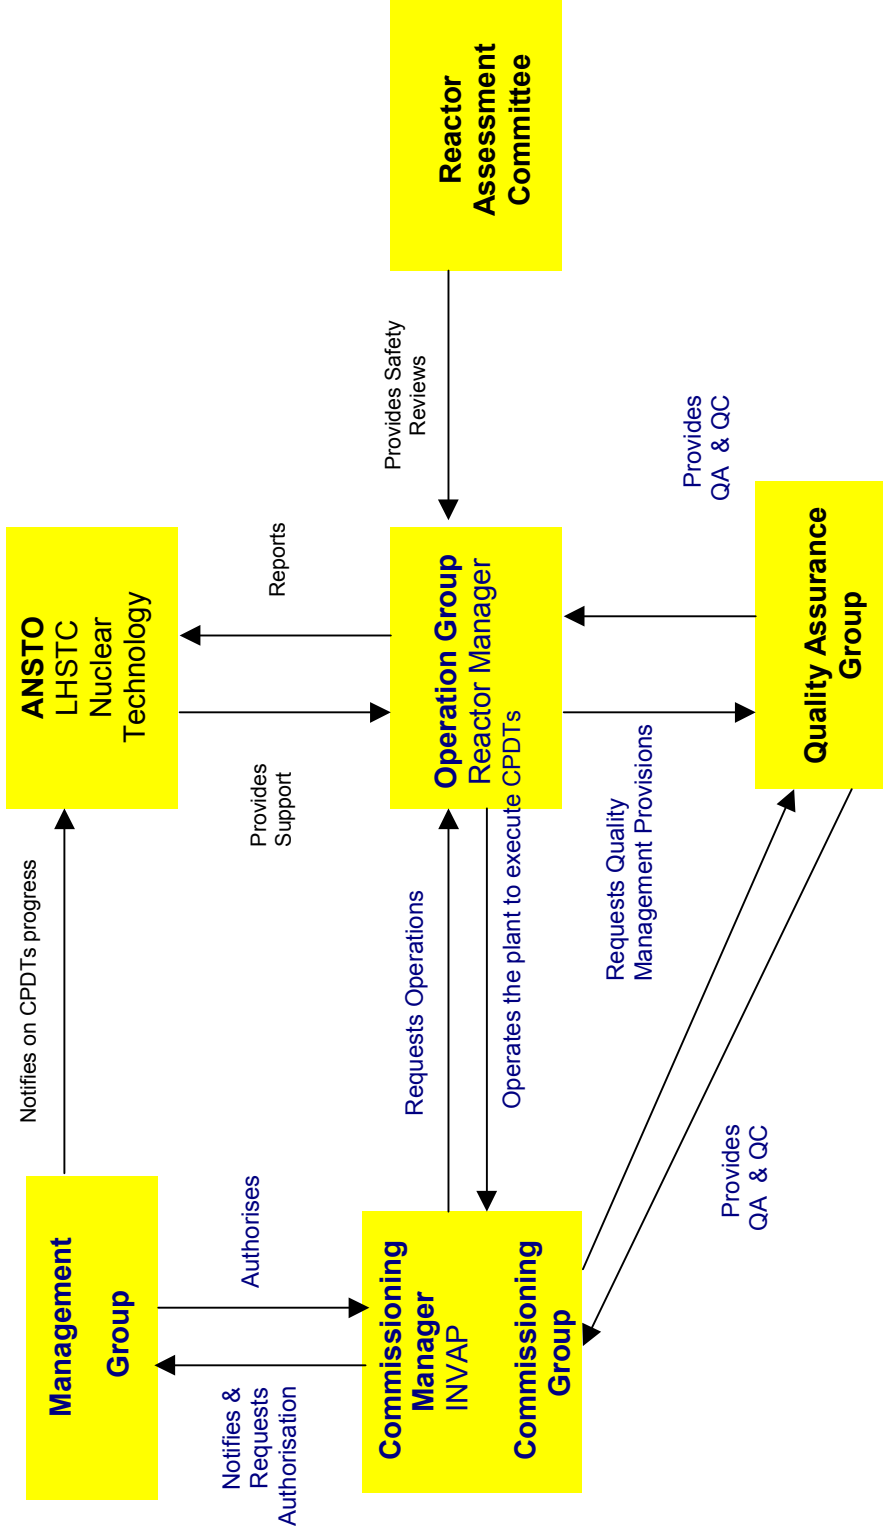 Management
Group
Notifies on CPDTs progress
ANSTO
LHSTC
Nuclear
Technology
Notifies &
Requests
Authorisation
Authorises
Provides
Support
Reports
Commissioning
Manager
INVAP
Commissioning
Group
Requests Operations
Operates the plant to execute CPDTs
Operation Group
Reactor Manager
Provides Safety
Reviews
Reactor
Assessment
Committee
Requests Quality
Management Provisions
Provides
QA & QC
Provides
QA & QC
Quality Assurance
Group